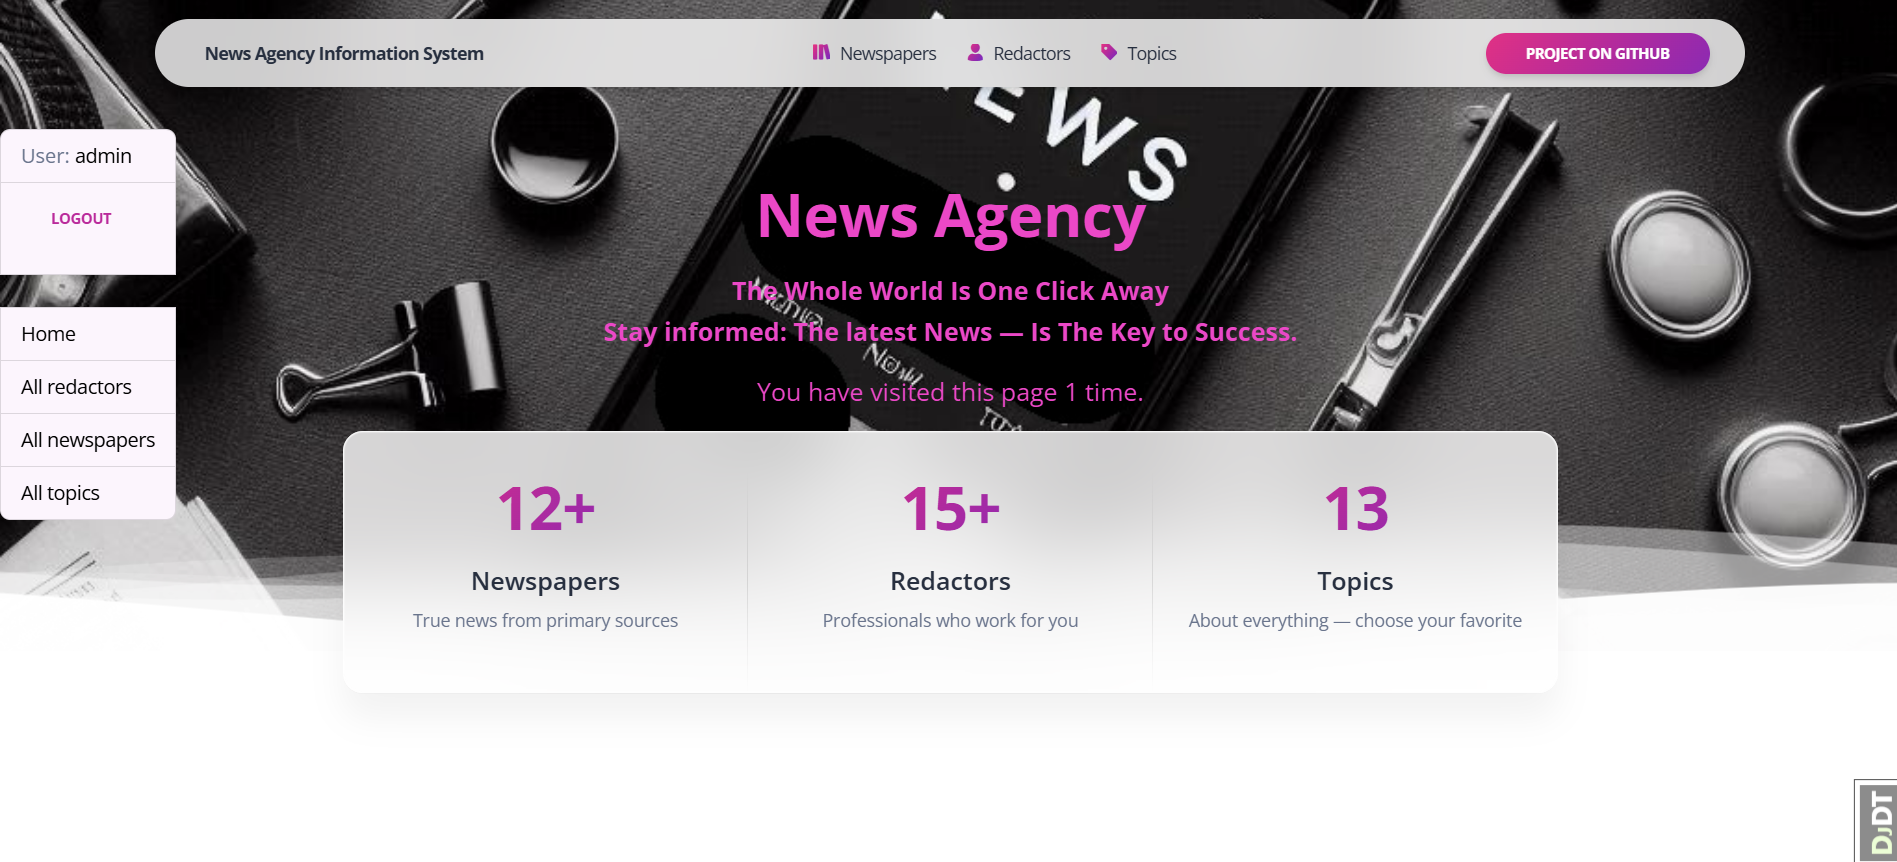 News Agency Information System
Newspapers
Redactors
Topics
PROJECT ON GITHUB
EWS
User: admin
LOGOUT
News Agency
The Whole World Is One Click Away
Stay informed: The latest News — Is The Key to Success.
You have visited this page 1 time.
Home
All redactors
All newspapers
All topics
12+
Newspapers
True news from primary sources
15+
Redactors
Professionals who work for you
13
Topics
About everything — choose your favorite
DJDT